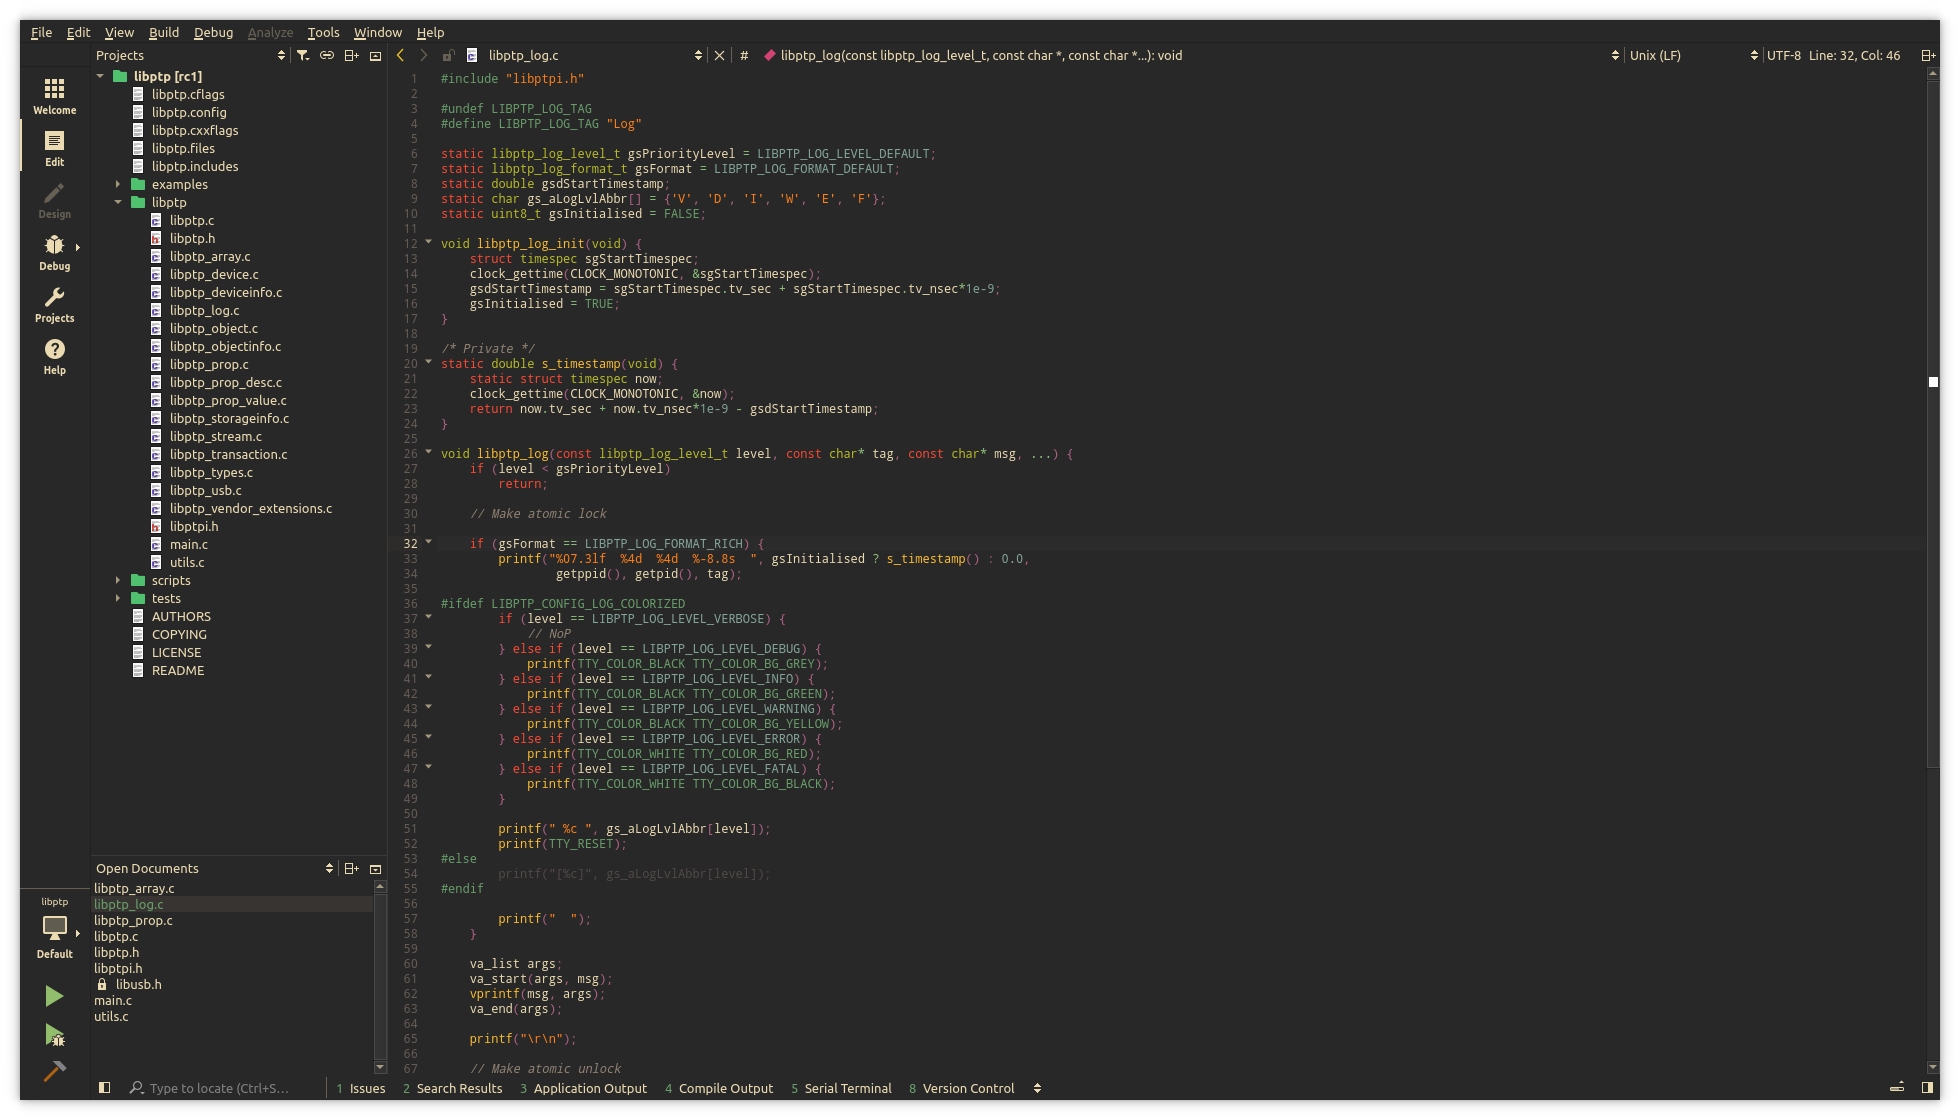 File Edit View Build Debug Analyze Tools Window Help
Projects
libptp_log.c # libptp_log(const libptp_log_level_t, const char *, const char *...): void Unix (LF) UTF-8 Line: 32, Col: 46
Welcome
Edit
Design
Debug
Projects
Help
libptp [rc1]
libptp.cflags
libptp.config
libptp.cxxflags
libptp.files
libptp.includes
examples
libptp
libptp.c
libptp.h
libptp_array.c
libptp_device.c
libptp_deviceinfo.c
libptp_log.c
libptp_object.c
libptp_objectinfo.c
libptp_prop.c
libptp_prop_desc.c
libptp_prop_value.c
libptp_storageinfo.c
libptp_stream.c
libptp_transaction.c
libptp_types.c
libptp_usb.c
libptp_vendor_extensions.c
libptpi.h
main.c
utils.c
scripts
tests
AUTHORS
COPYING
LICENSE
README
Open Documents
libptp_array.c
libptp_log.c
libptp_prop.c
libptp.c
libptp.h
libptpi.h
libusb.h
main.c
utils.c
libptp
Default
1 #include "libptpi.h"
2
3 #undef LIBPTP_LOG_TAG
4 #define LIBPTP_LOG_TAG "Log"
5
6 static libptp_log_level_t gsPriorityLevel = LIBPTP_LOG_LEVEL_DEFAULT;
7 static libptp_log_format_t gsFormat = LIBPTP_LOG_FORMAT_DEFAULT;
8 static double gsdStartTimestamp;
9 static char gs_aLogLvlAbbr[] = {'V', 'D', 'I', 'W', 'E', 'F'};
10 static uint8_t gsInitialised = FALSE;
11
12 void libptp_log_init(void) {
13     struct timespec sgStartTimespec;
14     clock_gettime(CLOCK_MONOTONIC, &sgStartTimespec);
15     gsdStartTimestamp = sgStartTimespec.tv_sec + sgStartTimespec.tv_nsec*1e-9;
16     gsInitialised = TRUE;
17 }
18
19 /* Private */
20 static double s_timestamp(void) {
21     static struct timespec now;
22     clock_gettime(CLOCK_MONOTONIC, &now);
23     return now.tv_sec + now.tv_nsec*1e-9 - gsdStartTimestamp;
24 }
25
26 void libptp_log(const libptp_log_level_t level, const char* tag, const char* msg, ...) {
27     if (level < gsPriorityLevel)
28         return;
29
30     // Make atomic lock
31
32     if (gsFormat == LIBPTP_LOG_FORMAT_RICH) {
33         printf("%07.3lf  %4d  %4d  %-8.8s  ", gsInitialised ? s_timestamp() : 0.0,
34                 getppid(), getpid(), tag);
35
36 #ifdef LIBPTP_CONFIG_LOG_COLORIZED
37         if (level == LIBPTP_LOG_LEVEL_VERBOSE) {
38             // NoP
39         } else if (level == LIBPTP_LOG_LEVEL_DEBUG) {
40             printf(TTY_COLOR_BLACK TTY_COLOR_BG_GREY);
41         } else if (level == LIBPTP_LOG_LEVEL_INFO) {
42             printf(TTY_COLOR_BLACK TTY_COLOR_BG_GREEN);
43         } else if (level == LIBPTP_LOG_LEVEL_WARNING) {
44             printf(TTY_COLOR_BLACK TTY_COLOR_BG_YELLOW);
45         } else if (level == LIBPTP_LOG_LEVEL_ERROR) {
46             printf(TTY_COLOR_WHITE TTY_COLOR_BG_RED);
47         } else if (level == LIBPTP_LOG_LEVEL_FATAL) {
48             printf(TTY_COLOR_WHITE TTY_COLOR_BG_BLACK);
49         }
50
51         printf(" %c ", gs_aLogLvlAbbr[level]);
52         printf(TTY_RESET);
53 #else
54         printf("[%c]", gs_aLogLvlAbbr[level]);
55 #endif
56
57         printf("  ");
58     }
59
60     va_list args;
61     va_start(args, msg);
62     vprintf(msg, args);
63     va_end(args);
64
65     printf("\r\n");
66
67     // Make atomic unlock
Type to locate (Ctrl+S... 1 Issues 2 Search Results 3 Application Output 4 Compile Output 5 Serial Terminal 8 Version Control